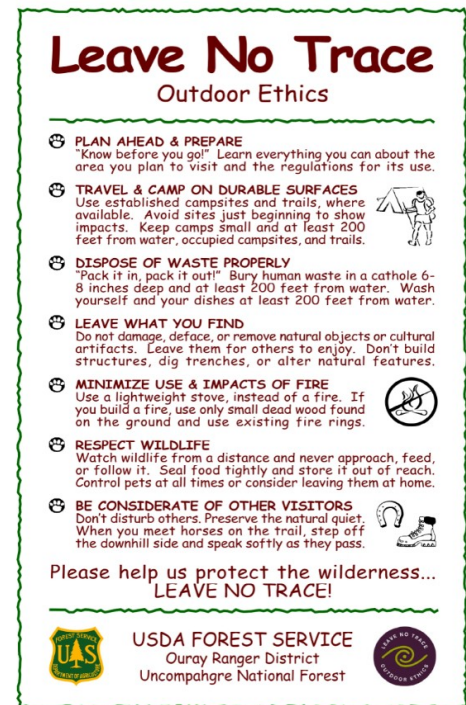 Leave No Trace
Outdoor Ethics
PLAN AHEAD & PREPARE
"Know before you go!" Learn everything you can about the
area you plan to visit and the regulations for its use.
TRAVEL & CAMP ON DURABLE SURFACES
Use established campsites and trails, where
available. Avoid sites just beginning to show
impacts. Keep camps small and at least 200
feet from water, occupied campsites, and trails.
DISPOSE OF WASTE PROPERLY
"Pack it in, pack it out!" Bury human waste in a cathole 6-
8 inches deep and at least 200 feet from water. Wash
yourself and your dishes at least 200 feet from water.
LEAVE WHAT YOU FIND
Do not damage, deface, or remove natural objects or cultural
artifacts. Leave them for others to enjoy. Don't build
structures, dig trenches, or alter natural features.
MINIMIZE USE & IMPACTS OF FIRE
Use a lightweight stove, instead of a fire. If
you build a fire, use only small dead wood found
on the ground and use existing fire rings.
RESPECT WILDLIFE
Watch wildlife from a distance and never approach, feed,
or follow it. Seal food tightly and store it out of reach.
Control pets at all times or consider leaving them at home.
BE CONSIDERATE OF OTHER VISITORS
Don't disturb others. Preserve the natural quiet.
When you meet horses on the trail, step off
the downhill side and speak softly as they pass.
Please help us protect the wilderness...
LEAVE NO TRACE!
FOREST SERVICE
U S
DEPARTMENT OF AGRICULTURE
USDA FOREST SERVICE
Ouray Ranger District
Uncompahgre National Forest
LEAVE NO TRACE
OUTDOOR ETHICS